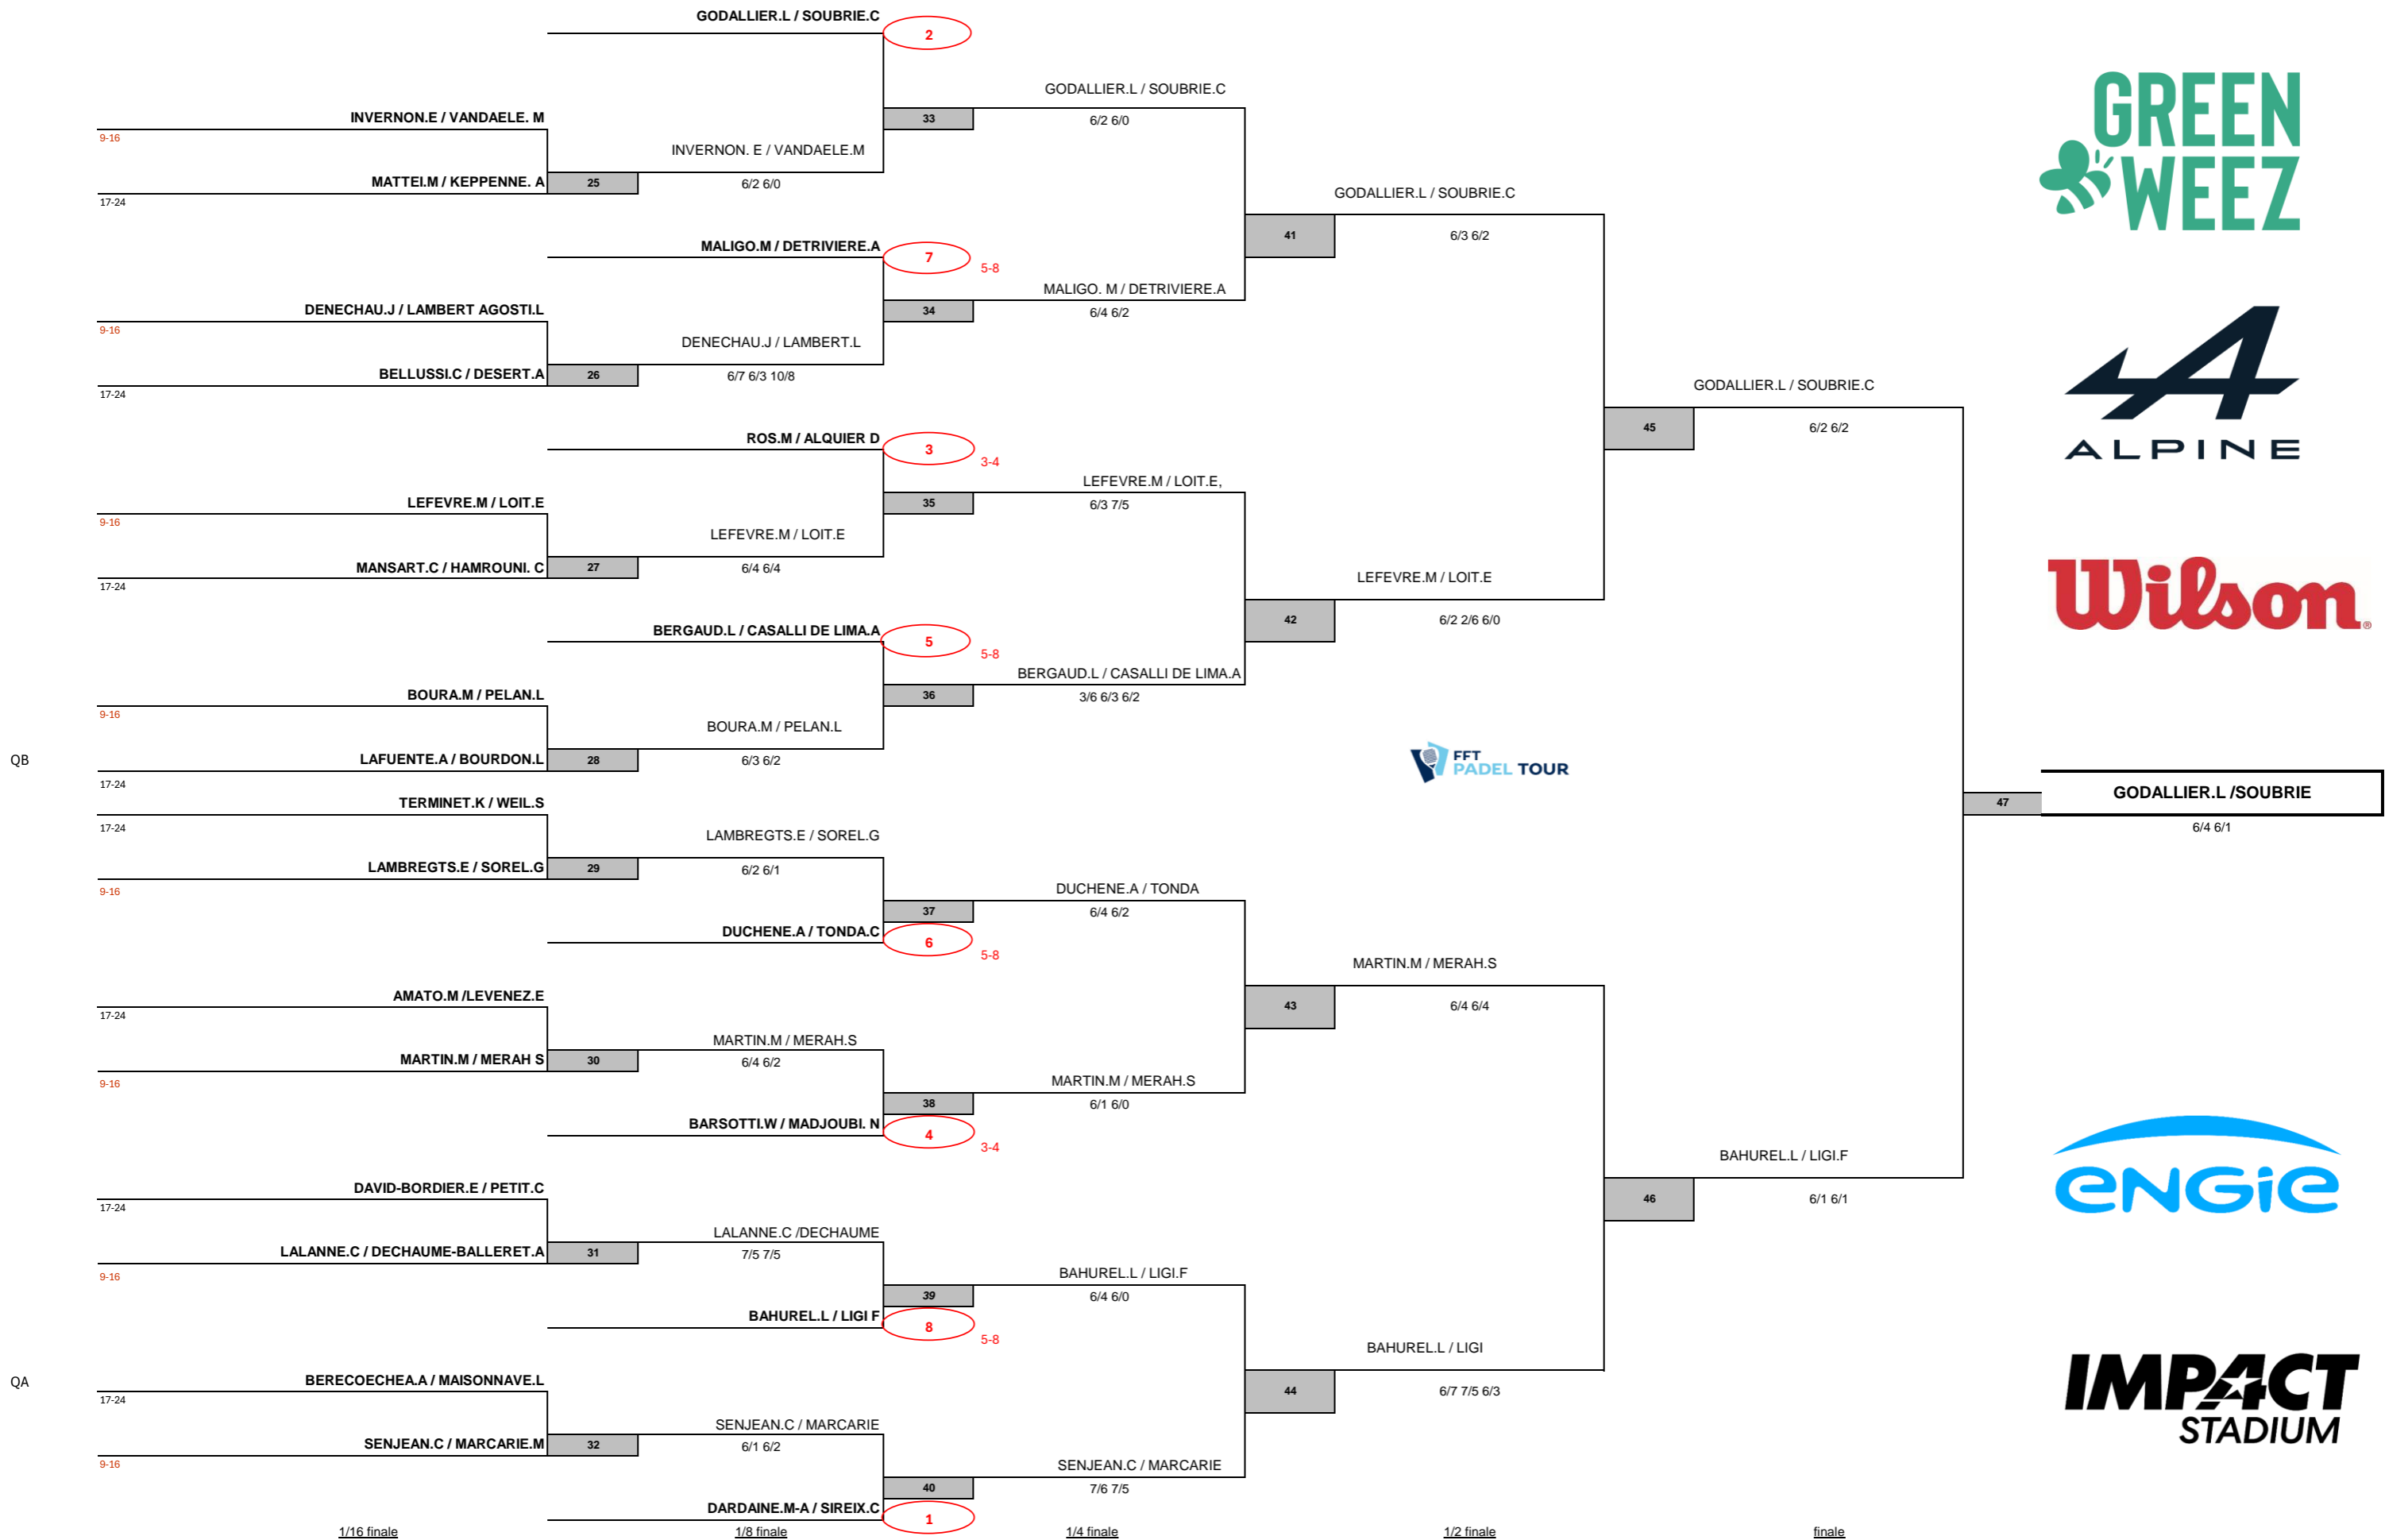 GODALLIER.L / SOUBRIE.C
2
GODALLIER.L / SOUBRIE.C
INVERNON.E / VANDAELE. M
33
6/2 6/0
9-16
INVERNON. E / VANDAELE.M
MATTEI.M / KEPPENNE. A
25
6/2 6/0
17-24
GODALLIER.L / SOUBRIE.C
41
6/3 6/2
MALIGO.M / DETRIVIERE.A
7
5-8
MALIGO. M / DETRIVIERE.A
DENECHAU.J / LAMBERT AGOSTI.L
34
6/4 6/2
9-16
DENECHAU.J / LAMBERT.L
BELLUSSI.C / DESERT.A
26
6/7 6/3 10/8
17-24
GODALLIER.L / SOUBRIE.C
45
6/2 6/2
ROS.M / ALQUIER D
3
3-4
LEFEVRE.M / LOIT.E,
LEFEVRE.M / LOIT.E
35
6/3 7/5
9-16
LEFEVRE.M / LOIT.E
MANSART.C / HAMROUNI. C
27
6/4 6/4
17-24
LEFEVRE.M / LOIT.E
42
6/2 2/6 6/0
BERGAUD.L / CASALLI DE LIMA.A
5
5-8
BERGAUD.L / CASALLI DE LIMA.A
BOURA.M / PELAN.L
36
3/6 6/3 6/2
9-16
BOURA.M / PELAN.L
QB
LAFUENTE.A / BOURDON.L
28
6/3 6/2
17-24
FFT
PADEL TOUR
TERMINET.K / WEIL.S
17-24
GODALLIER.L /SOUBRIE
47
6/4 6/1
LAMBREGTS.E / SOREL.G
LAMBREGTS.E / SOREL.G
29
6/2 6/1
9-16
DUCHENE.A / TONDA
37
6/4 6/2
DUCHENE.A / TONDA.C
6
5-8
MARTIN.M / MERAH.S
43
6/4 6/4
AMATO.M /LEVENEZ.E
17-24
MARTIN.M / MERAH.S
MARTIN.M / MERAH S
30
6/4 6/2
9-16
MARTIN.M / MERAH.S
38
6/1 6/0
BARSOTTI.W / MADJOUBI. N
4
3-4
BAHUREL.L / LIGI.F
46
6/1 6/1
DAVID-BORDIER.E / PETIT.C
17-24
LALANNE.C /DECHAUME
LALANNE.C / DECHAUME-BALLERET.A
31
7/5 7/5
9-16
BAHUREL.L / LIGI.F
39
6/4 6/0
BAHUREL.L / LIGI F
8
5-8
BAHUREL.L / LIGI
44
6/7 7/5 6/3
QA
BERECOECHEA.A / MAISONNAVE.L
17-24
SENJEAN.C / MARCARIE
SENJEAN.C / MARCARIE.M
32
6/1 6/2
9-16
SENJEAN.C / MARCARIE
40
7/6 7/5
DARDAINE.M-A / SIREIX.C
1
1/16 finale
1/8 finale
1/4 finale
1/2 finale
finale
GREEN
WEEZ
ALPINE
Wilson®
ENGIE
IMPACT
STADIUM